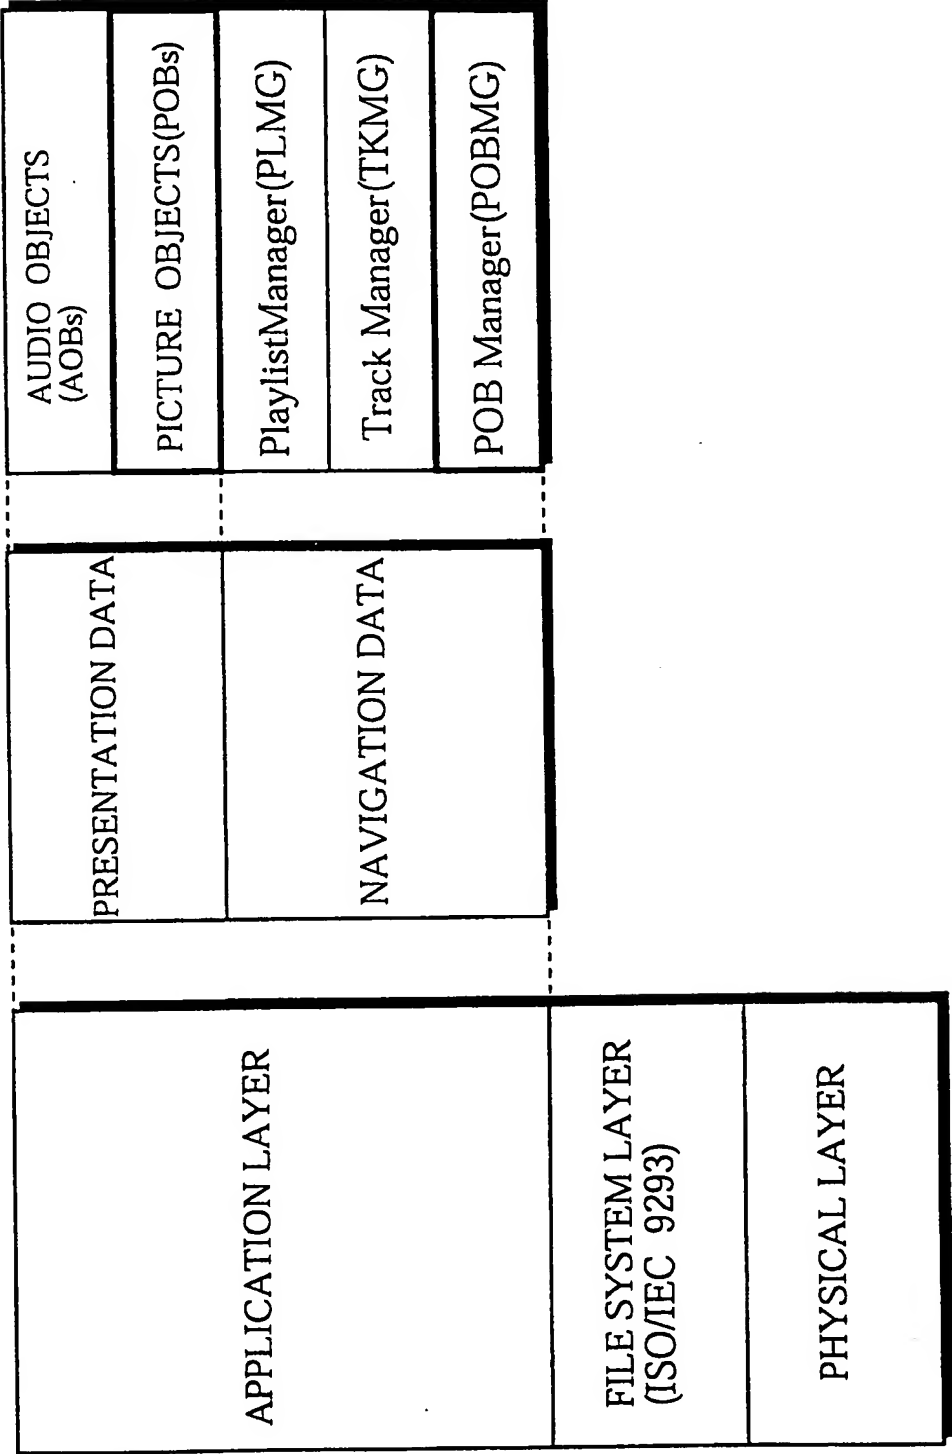 APPLICATION LAYER
FILE SYSTEM LAYER
(ISO/IEC 9293)
PHYSICAL LAYER
PRESENTATION DATA
NAVIGATION DATA
AUDIO OBJECTS
(AOBs)
PICTURE OBJECTS(POBs)
PlaylistManager(PLMG)
Track Manager(TKMG)
POB Manager(POBMG)